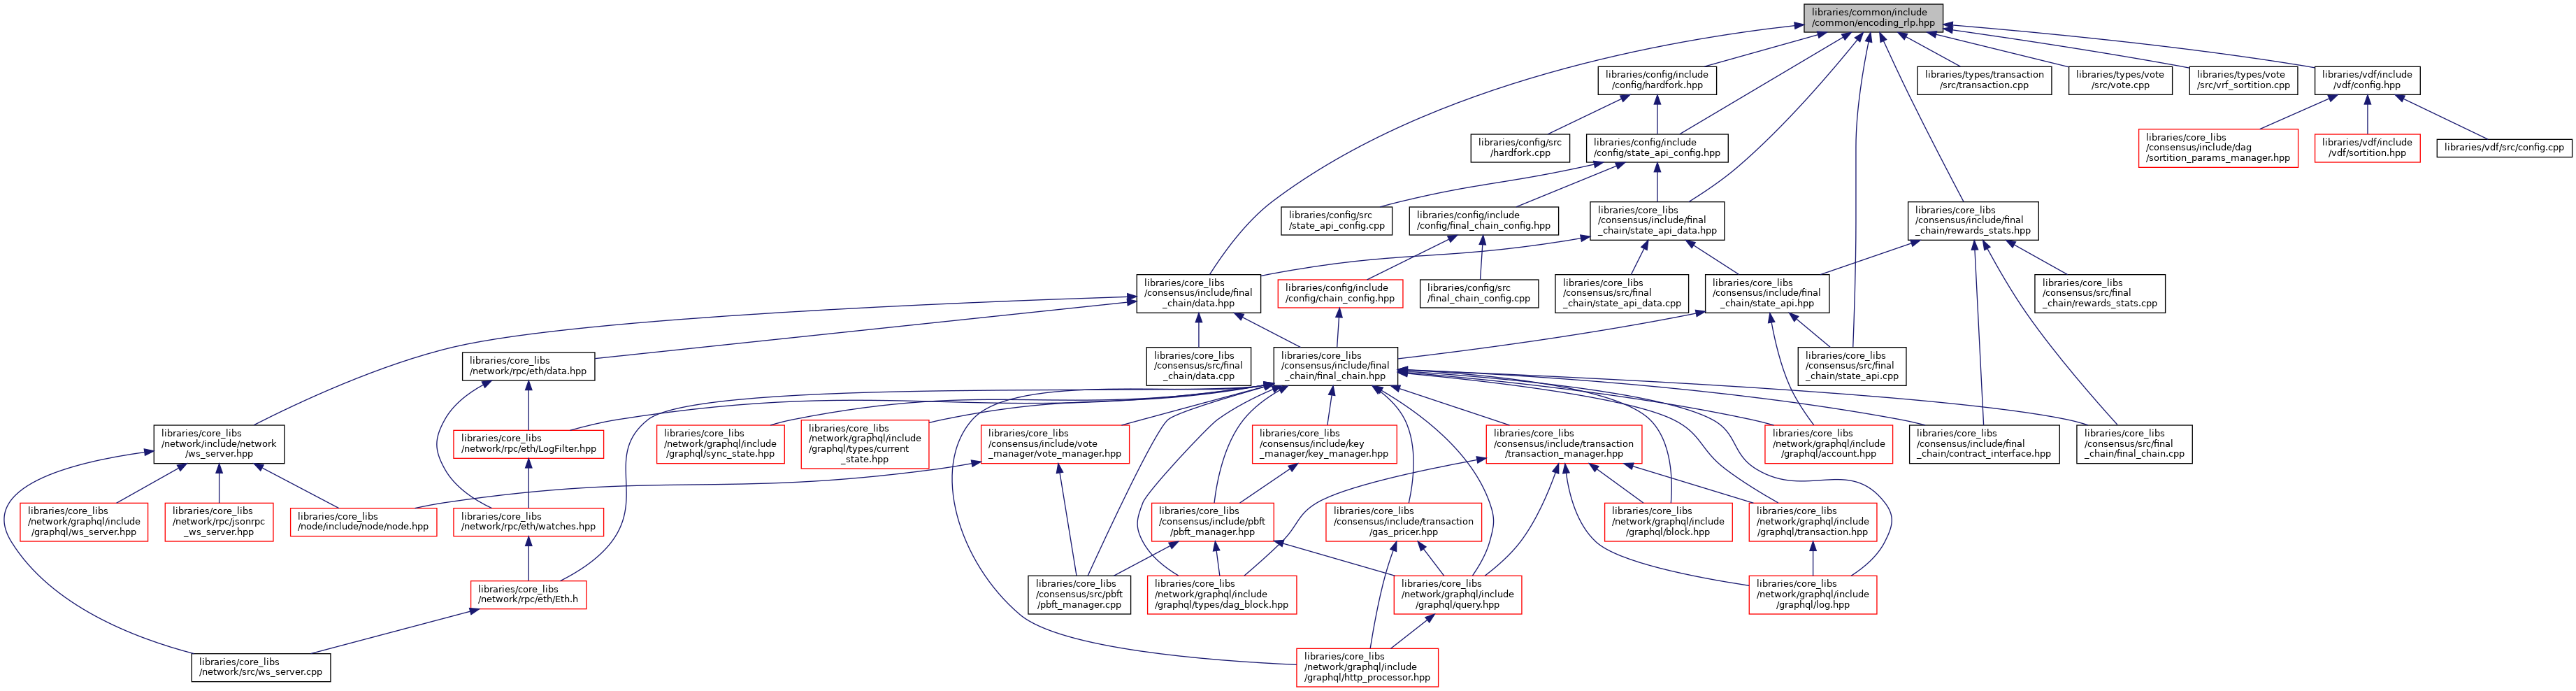 libraries/common/include
/common/encoding_rlp.hpp
libraries/config/include
/config/hardfork.hpp
libraries/types/transaction
/src/transaction.cpp
libraries/types/vote
/src/vote.cpp
libraries/types/vote
/src/vrf_sortition.cpp
libraries/vdf/include
/vdf/config.hpp
libraries/config/src
/hardfork.cpp
libraries/config/include
/config/state_api_config.hpp
libraries/core_libs
/consensus/include/dag
/sortition_params_manager.hpp
libraries/vdf/include
/vdf/sortition.hpp
libraries/vdf/src/config.cpp
libraries/config/src
/state_api_config.cpp
libraries/config/include
/config/final_chain_config.hpp
libraries/core_libs
/consensus/include/final
_chain/state_api_data.hpp
libraries/core_libs
/consensus/include/final
_chain/rewards_stats.hpp
libraries/core_libs
/consensus/include/final
_chain/data.hpp
libraries/config/include
/config/chain_config.hpp
libraries/config/src
/final_chain_config.cpp
libraries/core_libs
/consensus/src/final
_chain/state_api_data.cpp
libraries/core_libs
/consensus/include/final
_chain/state_api.hpp
libraries/core_libs
/consensus/src/final
_chain/rewards_stats.cpp
libraries/core_libs
/network/rpc/eth/data.hpp
libraries/core_libs
/consensus/src/final
_chain/data.cpp
libraries/core_libs
/consensus/include/final
_chain/final_chain.hpp
libraries/core_libs
/consensus/src/final
_chain/state_api.cpp
libraries/core_libs
/network/include/network
/ws_server.hpp
libraries/core_libs
/network/rpc/eth/LogFilter.hpp
libraries/core_libs
/network/graphql/include
/graphql/sync_state.hpp
libraries/core_libs
/network/graphql/include
/graphql/types/current
_state.hpp
libraries/core_libs
/consensus/include/vote
_manager/vote_manager.hpp
libraries/core_libs
/consensus/include/key
_manager/key_manager.hpp
libraries/core_libs
/consensus/include/transaction
/transaction_manager.hpp
libraries/core_libs
/network/graphql/include
/graphql/account.hpp
libraries/core_libs
/consensus/include/final
_chain/contract_interface.hpp
libraries/core_libs
/consensus/src/final
_chain/final_chain.cpp
libraries/core_libs
/network/graphql/include
/graphql/ws_server.hpp
libraries/core_libs
/network/rpc/jsonrpc
_ws_server.hpp
libraries/core_libs
/node/include/node/node.hpp
libraries/core_libs
/network/rpc/eth/watches.hpp
libraries/core_libs
/consensus/include/pbft
/pbft_manager.hpp
libraries/core_libs
/consensus/include/transaction
/gas_pricer.hpp
libraries/core_libs
/network/graphql/include
/graphql/block.hpp
libraries/core_libs
/network/graphql/include
/graphql/transaction.hpp
libraries/core_libs
/network/rpc/eth/Eth.h
libraries/core_libs
/consensus/src/pbft
/pbft_manager.cpp
libraries/core_libs
/network/graphql/include
/graphql/types/dag_block.hpp
libraries/core_libs
/network/graphql/include
/graphql/query.hpp
libraries/core_libs
/network/graphql/include
/graphql/log.hpp
libraries/core_libs
/network/src/ws_server.cpp
libraries/core_libs
/network/graphql/include
/graphql/http_processor.hpp